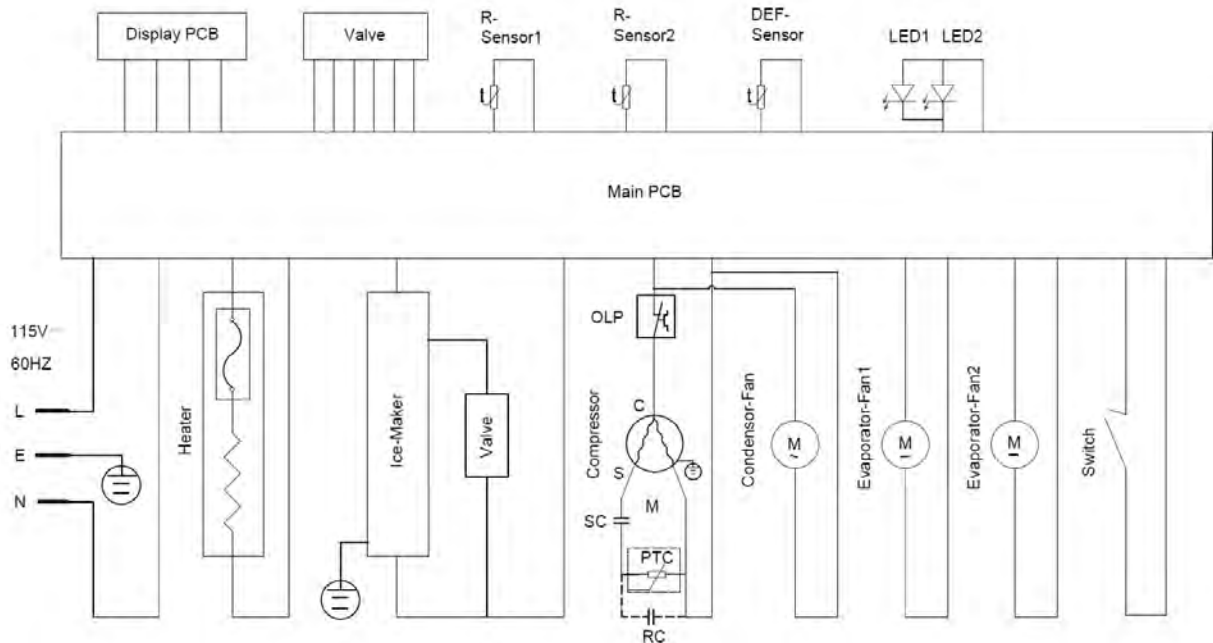 Display PCB
Valve
R-
Sensor1
R-
Sensor2
DEF-
Sensor
LED1 LED2
t
t
t
Main PCB
115V
60HZ
L
E
N
Heater
Ice-Maker
Valve
OLP
Compressor
C
S
M
SC
PTC
RC
Condensor-Fan
M
~
Evaporator-Fan1
M
Evaporator-Fan2
M
Switch